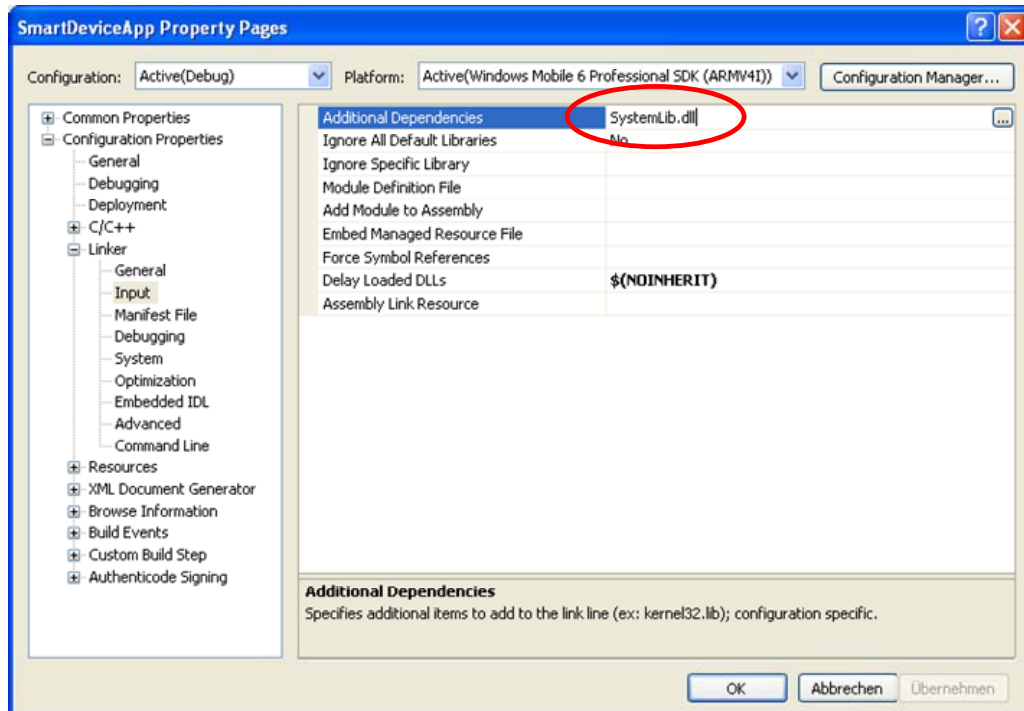 SmartDeviceApp Property Pages
Configuration: Active(Debug) Platform: Active(Windows Mobile 6 Professional SDK (ARMV4I)) Configuration Manager...
Common Properties
Configuration Properties
General
Debugging
Deployment
C/C++
Linker
General
Input
Manifest File
Debugging
System
Optimization
Embedded IDL
Advanced
Command Line
Resources
XML Document Generator
Browse Information
Build Events
Custom Build Step
Authenticode Signing
Additional Dependencies SystemLib.dll ...
Ignore All Default Libraries No
Ignore Specific Library
Module Definition File
Add Module to Assembly
Embed Managed Resource File
Force Symbol References
Delay Loaded DLLs $(NOINHERIT)
Assembly Link Resource
Additional Dependencies
Specifies additional items to add to the link line (ex: kernel32.lib); configuration specific.
OK Abbrechen Übernehmen